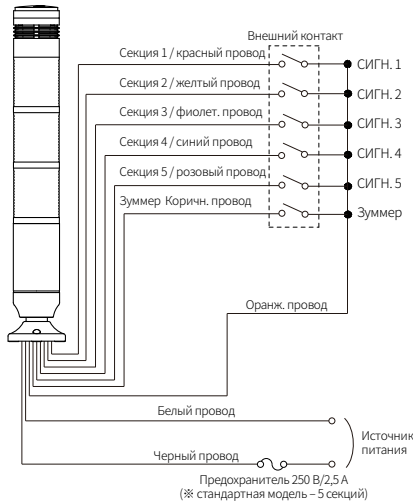 Внешний контакт
Секция 1 / красный провод
СИГН. 1
Секция 2 / желтый провод
СИГН. 2
Секция 3 / фиолет. провод
СИГН. 3
Секция 4 / синий провод
СИГН. 4
Секция 5 / розовый провод
СИГН. 5
Зуммер Коричн. провод
Зуммер
Оранж. провод
Белый провод
Источник
питания
Черный провод
Предохранитель 250 В/2,5 А
(※ стандартная модель – 5 секций)